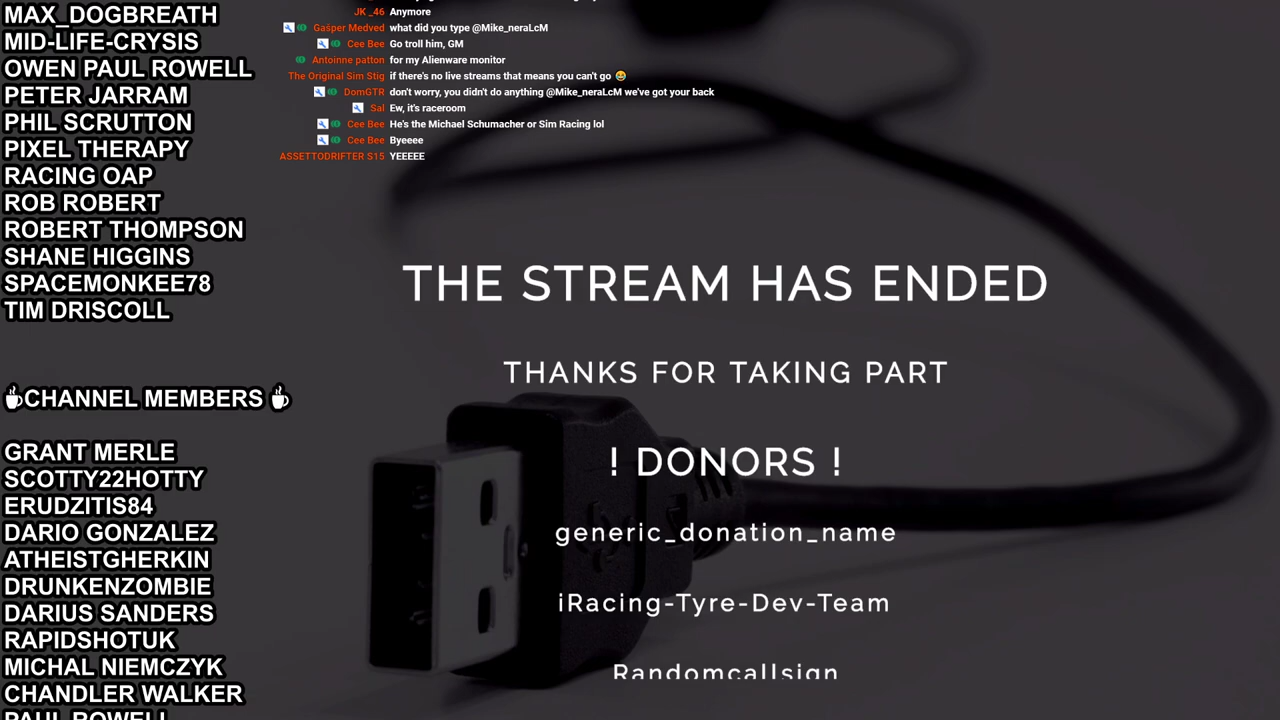 MAX_DOGBREATH
MID-LIFE-CRYSIS
OWEN PAUL ROWELL
PETER JARRAM
PHIL SCRUTTON
PIXEL THERAPY
RACING OAP
ROB ROBERT
ROBERT THOMPSON
SHANE HIGGINS
SPACEMONKEE78
TIM DRISCOLL
☕CHANNEL MEMBERS ☕
GRANT MERLE
SCOTTY22HOTTY
ERUDZITIS84
DARIO GONZALEZ
ATHEISTGHERKIN
DRUNKENZOMBIE
DARIUS SANDERS
RAPIDSHOTUK
MICHAL NIEMCZYK
CHANDLER WALKER
PAUL ROWELL
JK _46 Anymore
Gašper Medved what did you type @Mike_neraLcM
Cee Bee Go troll him, GM
Antoinne patton for my Alienware monitor
The Original Sim Stig if there's no live streams that means you can't go 😂
DomGTR don't worry, you didn't do anything @Mike_neraLcM we've got your back
Sal Ew, it's raceroom
Cee Bee He's the Michael Schumacher or Sim Racing lol
Cee Bee Byeeee
ASSETTODRIFTER S15 YEEEEE
THE STREAM HAS ENDED
THANKS FOR TAKING PART
! DONORS !
generic_donation_name
iRacing-Tyre-Dev-Team
Randomcallsign